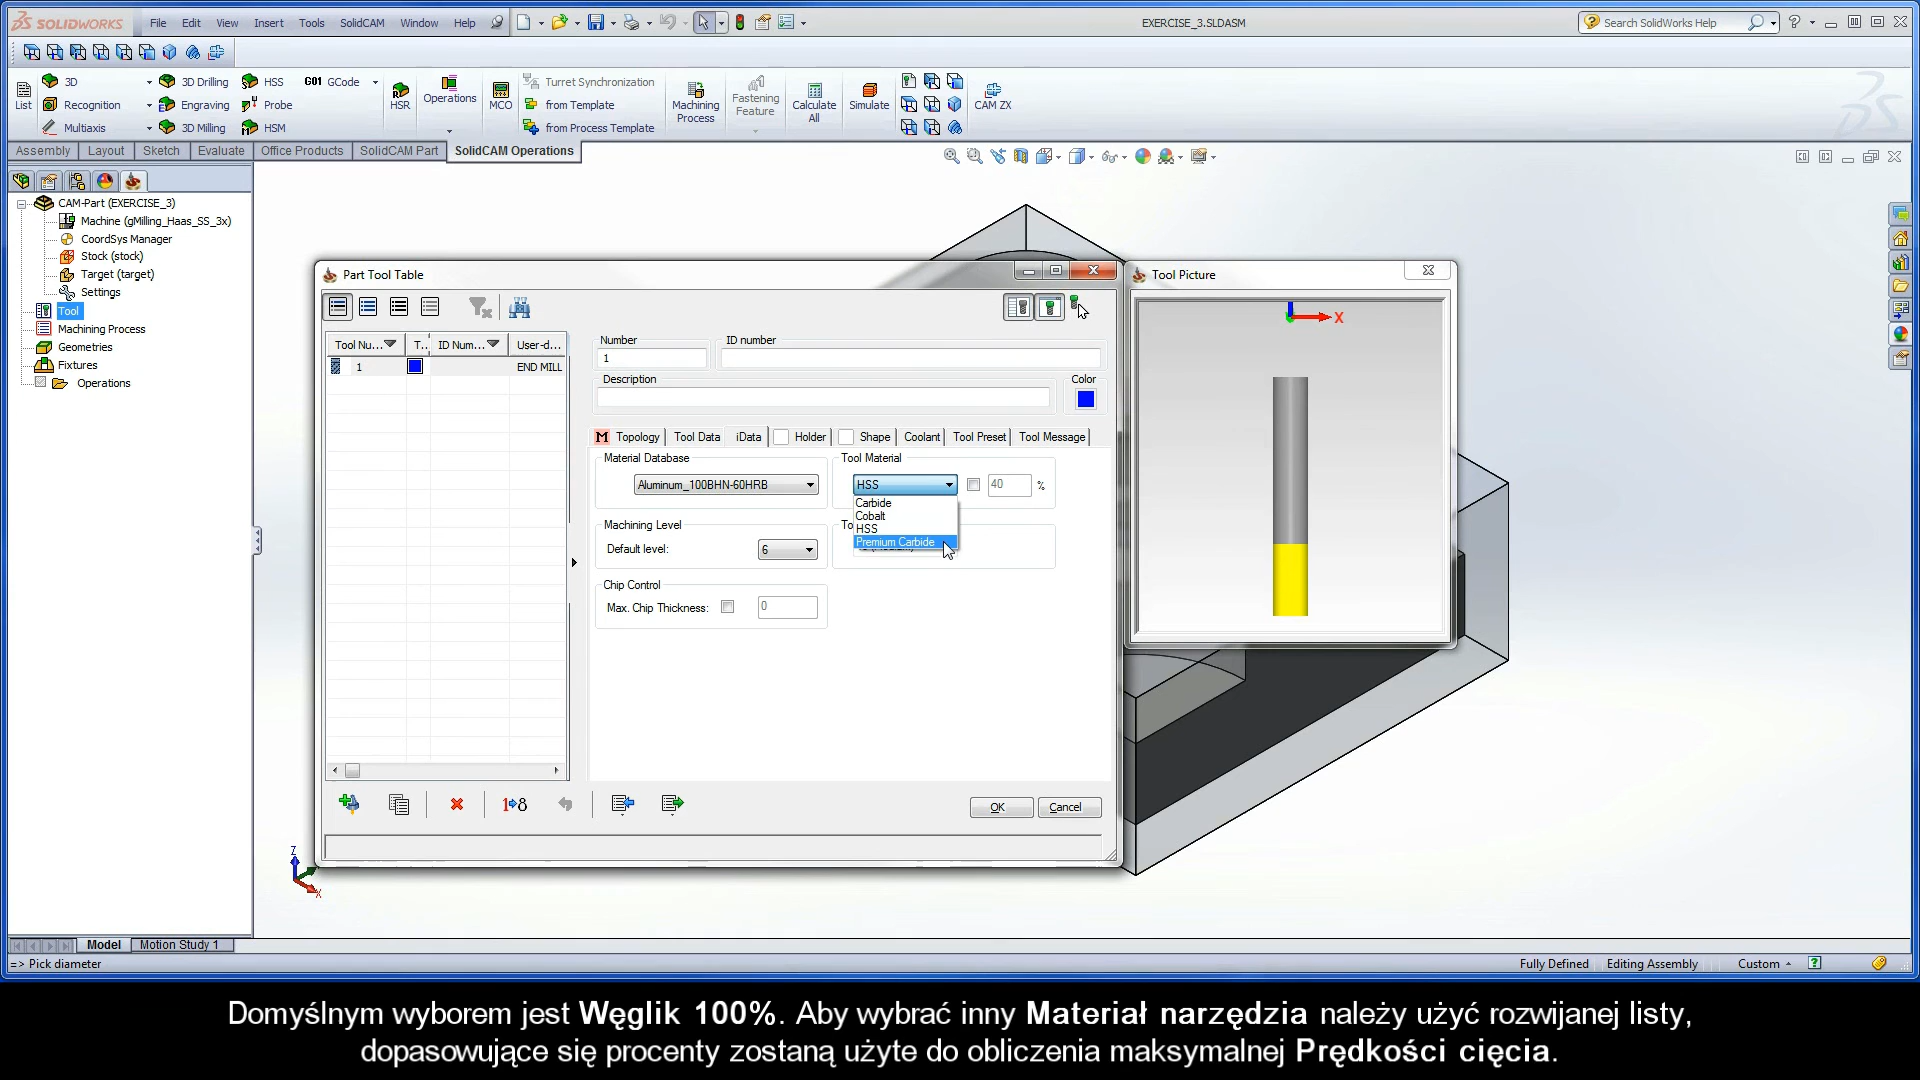 SOLIDWORKS File Edit View Insert Tools SolidCAM Window Help EXERCISE_3.SLDASM Search SolidWorks Help
3D 3D Drilling HSS G01 GCode Turret Synchronization
List Recognition Engraving Probe HSR Operations MCO from Template Machining Process Fastening Feature Calculate All Simulate CAM ZX
Multiaxis 3D Milling HSM from Process Template
Assembly Layout Sketch Evaluate Office Products SolidCAM Part SolidCAM Operations
CAM-Part (EXERCISE_3)
Machine (gMilling_Haas_SS_3x)
CoordSys Manager
Stock (stock)
Target (target)
Settings
Tool
Machining Process
Geometries
Fixtures
Operations
Part Tool Table
Tool Nu... T.. ID Num... User-d...
1 END MILL
Number ID number
1
Description Color
M Topology Tool Data iData Holder Shape Coolant Tool Preset Tool Message
Material Database Tool Material
Aluminum_100BHN-60HRB HSS 40 %
Carbide
Cobalt
HSS
Premium Carbide
Machining Level To
Default level: 6
Chip Control
Max. Chip Thickness: 0
1 8
OK Cancel
Tool Picture
X
Z
X
Model Motion Study 1
=> Pick diameter Fully Defined Editing Assembly Custom
Domyślnym wyborem jest Węglik 100%. Aby wybrać inny Materiał narzędzia należy użyć rozwijanej listy,
dopasowujące się procenty zostaną użyte do obliczenia maksymalnej Prędkości cięcia.